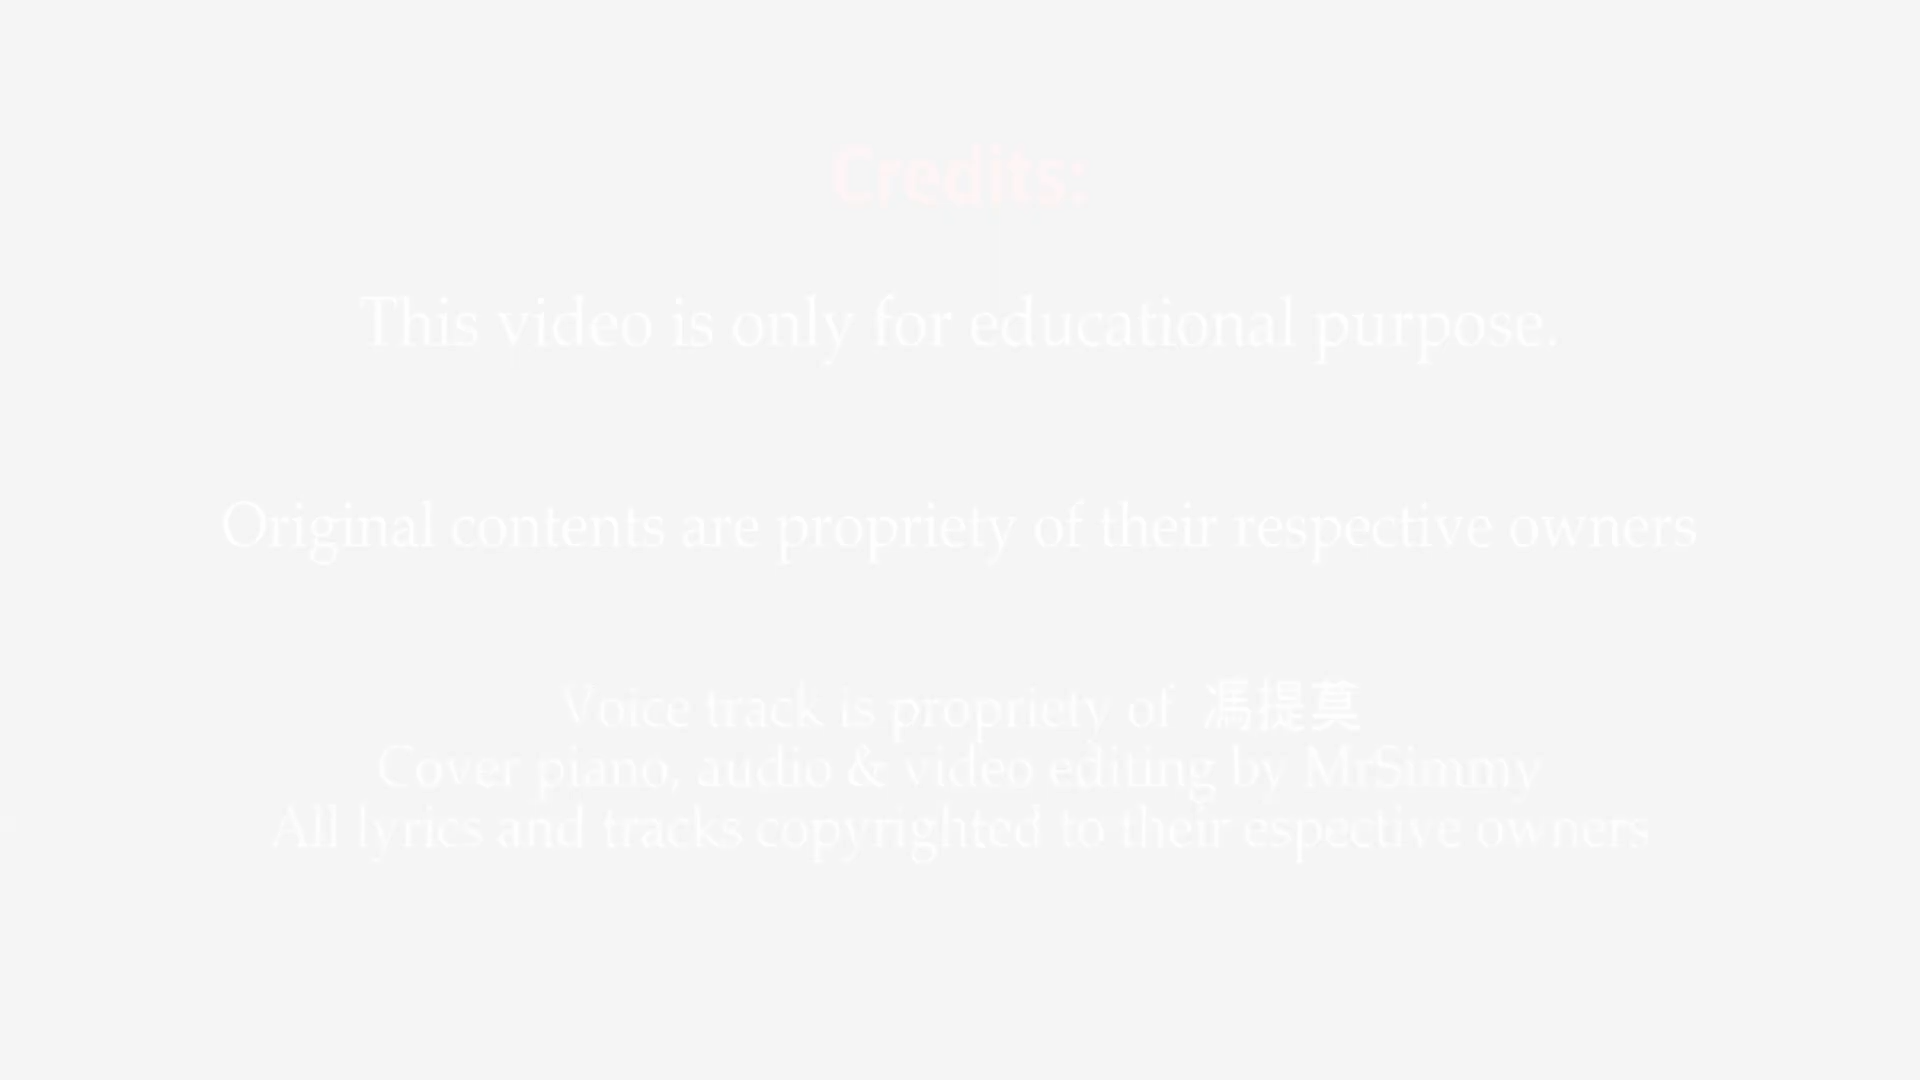 Credits:
This video is only for educational purpose.
Original contents are propriety of their respective owners
Voice track is propriety of 馮提莫
Cover piano, audio & video editing by MrSimmy
All lyrics and tracks copyrighted to their espective owners